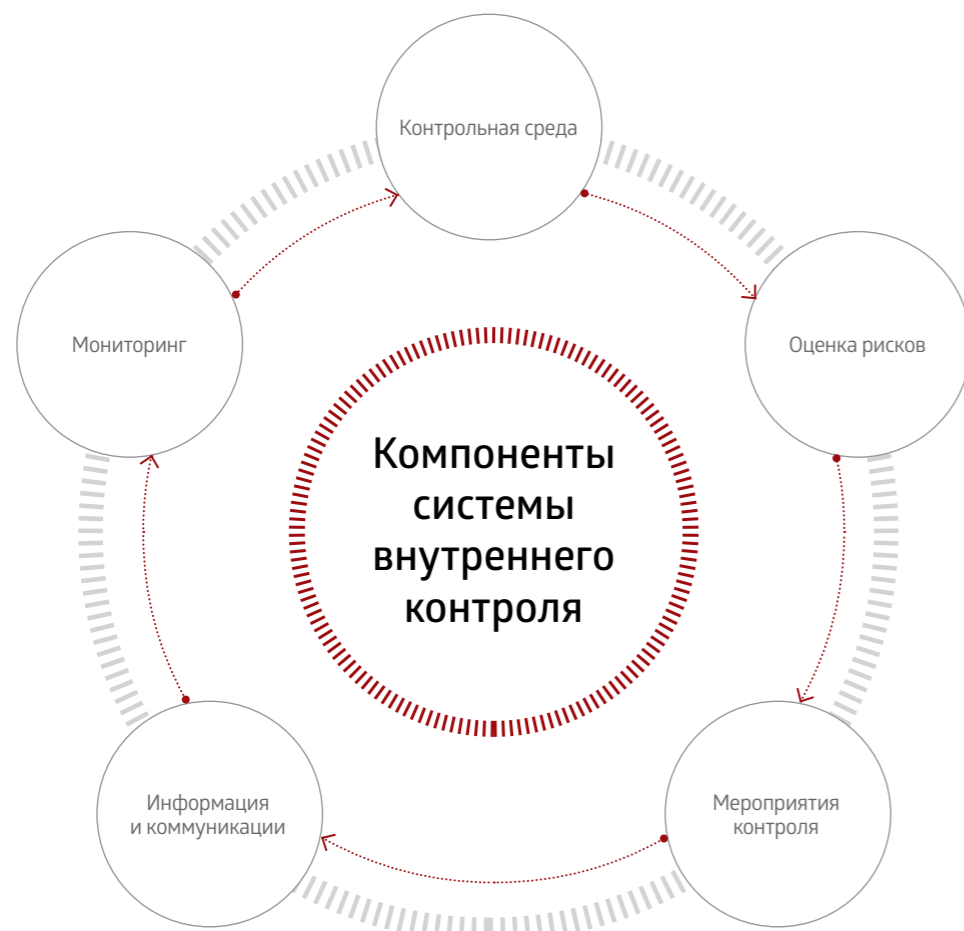 Контрольная среда
Мониторинг
Оценка рисков
Компоненты
системы
внутреннего
контроля
Информация
и коммуникации
Мероприятия
контроля